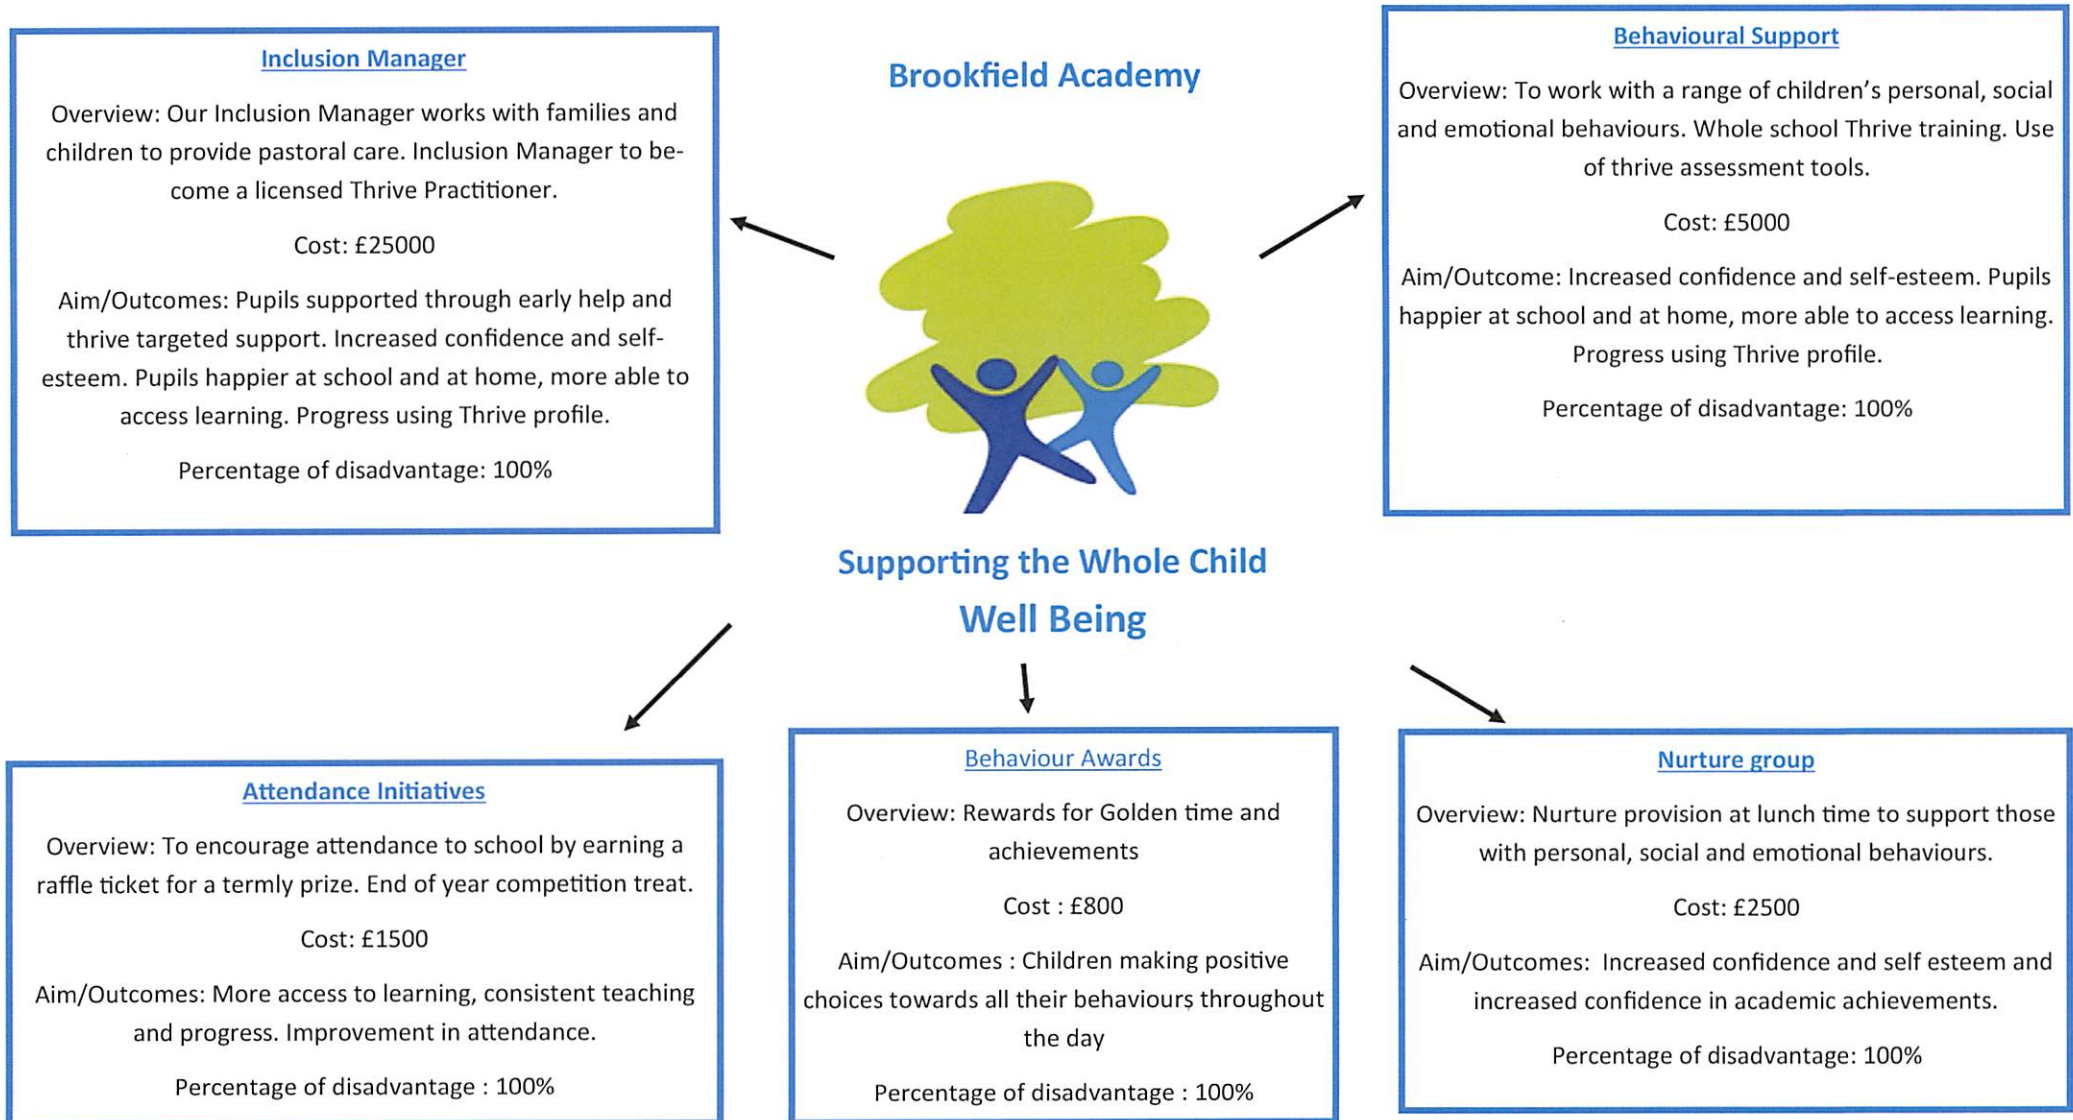 Brookfield Academy
Inclusion Manager
Overview: Our Inclusion Manager works with families and
children to provide pastoral care. Inclusion Manager to be-
come a licensed Thrive Practitioner.
Cost: £25000
Aim/Outcomes: Pupils supported through early help and
thrive targeted support. Increased confidence and self-
esteem. Pupils happier at school and at home, more able to
access learning. Progress using Thrive profile.
Percentage of disadvantage: 100%
Behavioural Support
Overview: To work with a range of children’s personal, social
and emotional behaviours. Whole school Thrive training. Use
of thrive assessment tools.
Cost: £5000
Aim/Outcome: Increased confidence and self-esteem. Pupils
happier at school and at home, more able to access learning.
Progress using Thrive profile.
Percentage of disadvantage: 100%
Supporting the Whole Child
Well Being
Attendance Initiatives
Overview: To encourage attendance to school by earning a
raffle ticket for a termly prize. End of year competition treat.
Cost: £1500
Aim/Outcomes: More access to learning, consistent teaching
and progress. Improvement in attendance.
Percentage of disadvantage : 100%
Behaviour Awards
Overview: Rewards for Golden time and
achievements
Cost : £800
Aim/Outcomes : Children making positive
choices towards all their behaviours throughout
the day
Percentage of disadvantage : 100%
Nurture group
Overview: Nurture provision at lunch time to support those
with personal, social and emotional behaviours.
Cost: £2500
Aim/Outcomes:  Increased confidence and self esteem and
increased confidence in academic achievements.
Percentage of disadvantage: 100%